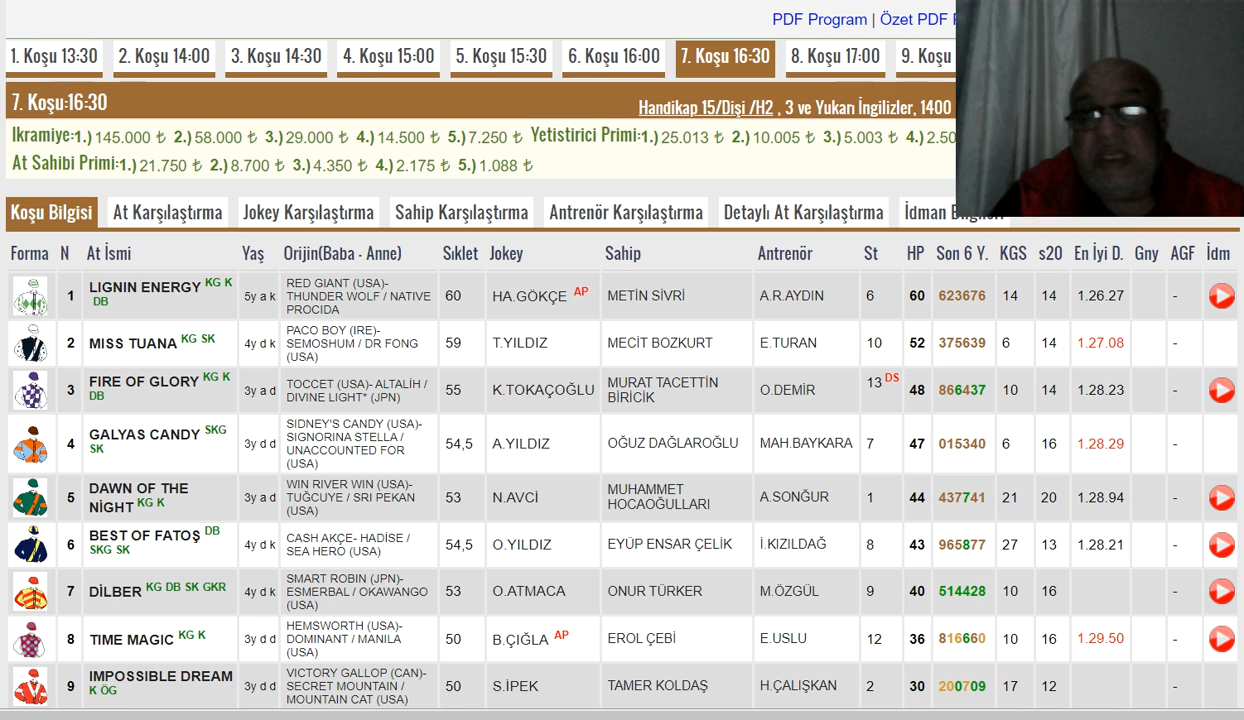 PDF Program | Özet PDF
1. Koşu 13:30 2. Koşu 14:00 3. Koşu 14:30 4. Koşu 15:00 5. Koşu 15:30 6. Koşu 16:00 7. Koşu 16:30 8. Koşu 17:00 9. Koşu
7. Koşu:16:30 Handikap 15/Dişi /H2 , 3 ve Yukarı İngilizler, 1400
Ikramiye:1.) 145.000 ₺ 2.) 58.000 ₺ 3.) 29.000 ₺ 4.) 14.500 ₺ 5.) 7.250 ₺ Yetistirici Primi:1.) 25.013 ₺ 2.) 10.005 ₺ 3.) 5.003 ₺ 4.) 2.50
At Sahibi Primi:1.) 21.750 ₺ 2.) 8.700 ₺ 3.) 4.350 ₺ 4.) 2.175 ₺ 5.) 1.088 ₺
Koşu Bilgisi At Karşılaştırma Jokey Karşılaştırma Sahip Karşılaştırma Antrenör Karşılaştırma Detaylı At Karşılaştırma İdman
Forma N At İsmi Yaş Orijin(Baba - Anne) Sıklet Jokey Sahip Antrenör St HP Son 6 Y. KGS s20 En İyi D. Gny AGF İdm
1 LIGNIN ENERGY KG K DB 5y a k RED GIANT (USA)- THUNDER WOLF / NATIVE PROCIDA 60 HA.GÖKÇE AP METİN SİVRİ A.R.AYDIN 6 60 623676 14 14 1.26.27 -
2 MISS TUANA KG SK 4y d k PACO BOY (IRE)- SEMOSHUM / DR FONG (USA) 59 T.YILDIZ MECİT BOZKURT E.TURAN 10 52 375639 6 14 1.27.08 -
3 FIRE OF GLORY KG K DB 3y a d TOCCET (USA)- ALTALİH / DIVINE LIGHT* (JPN) 55 K.TOKAÇOĞLU MURAT TACETTİN BİRİCİK O.DEMİR 13 DS 48 866437 10 14 1.28.23 -
4 GALYAS CANDY SKG SK 3y d d SIDNEY'S CANDY (USA)- SIGNORINA STELLA / UNACCOUNTED FOR (USA) 54,5 A.YILDIZ OĞUZ DAĞLAROĞLU MAH.BAYKARA 7 47 015340 6 16 1.28.29 -
5 DAWN OF THE NİGHT KG K 3y a d WIN RIVER WIN (USA)- TUĞCUYE / SRI PEKAN (USA) 53 N.AVCİ MUHAMMET HOCAOĞULLARI A.SONĞUR 1 44 437741 21 20 1.28.94 -
6 BEST OF FATOŞ DB SKG SK 4y d k CASH AKÇE- HADİSE / SEA HERO (USA) 54,5 O.YILDIZ EYÜP ENSAR ÇELİK İ.KIZILDAĞ 8 43 965877 27 13 1.28.21 -
7 DİLBER KG DB SK GKR 4y d k SMART ROBIN (JPN)- ESMERBAL / OKAWANGO (USA) 53 O.ATMACA ONUR TÜRKER M.ÖZGÜL 9 40 514428 10 16 -
8 TIME MAGIC KG K 3y d d HEMSWORTH (USA)- DOMINANT / MANILA (USA) 50 B.ÇIĞLA AP EROL ÇEBİ E.USLU 12 36 816660 10 16 1.29.50 -
9 IMPOSSIBLE DREAM K ÖG 3y d d VICTORY GALLOP (CAN)- SECRET MOUNTAIN / MOUNTAIN CAT (USA) 50 S.İPEK TAMER KOLDAŞ H.ÇALIŞKAN 2 30 200709 17 12 -